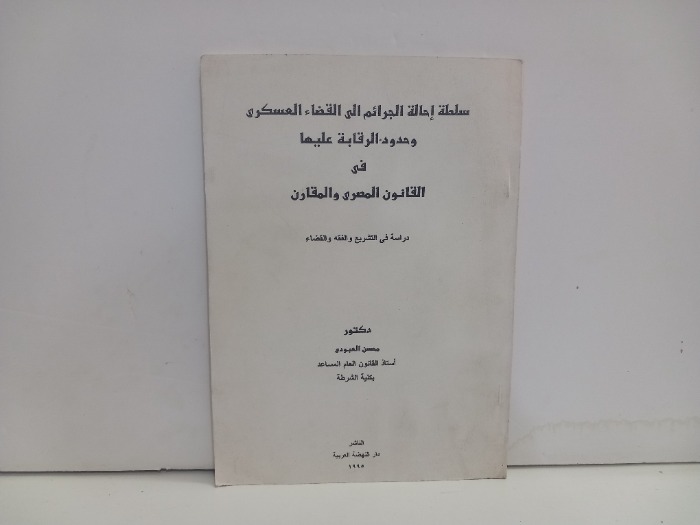 سلطة إحالة الجرائم الى القضاء العسكرى
وحدود الرقابة عليها
فى
القانون المصرى والمقارن
دراسة فى التشريع والفقه والقضاء
دكتور
محسن العبودى
أستاذ القانون العام المساعد
بكلية الشرطة
الناشر
دار النهضة العربية
١٩٩٥